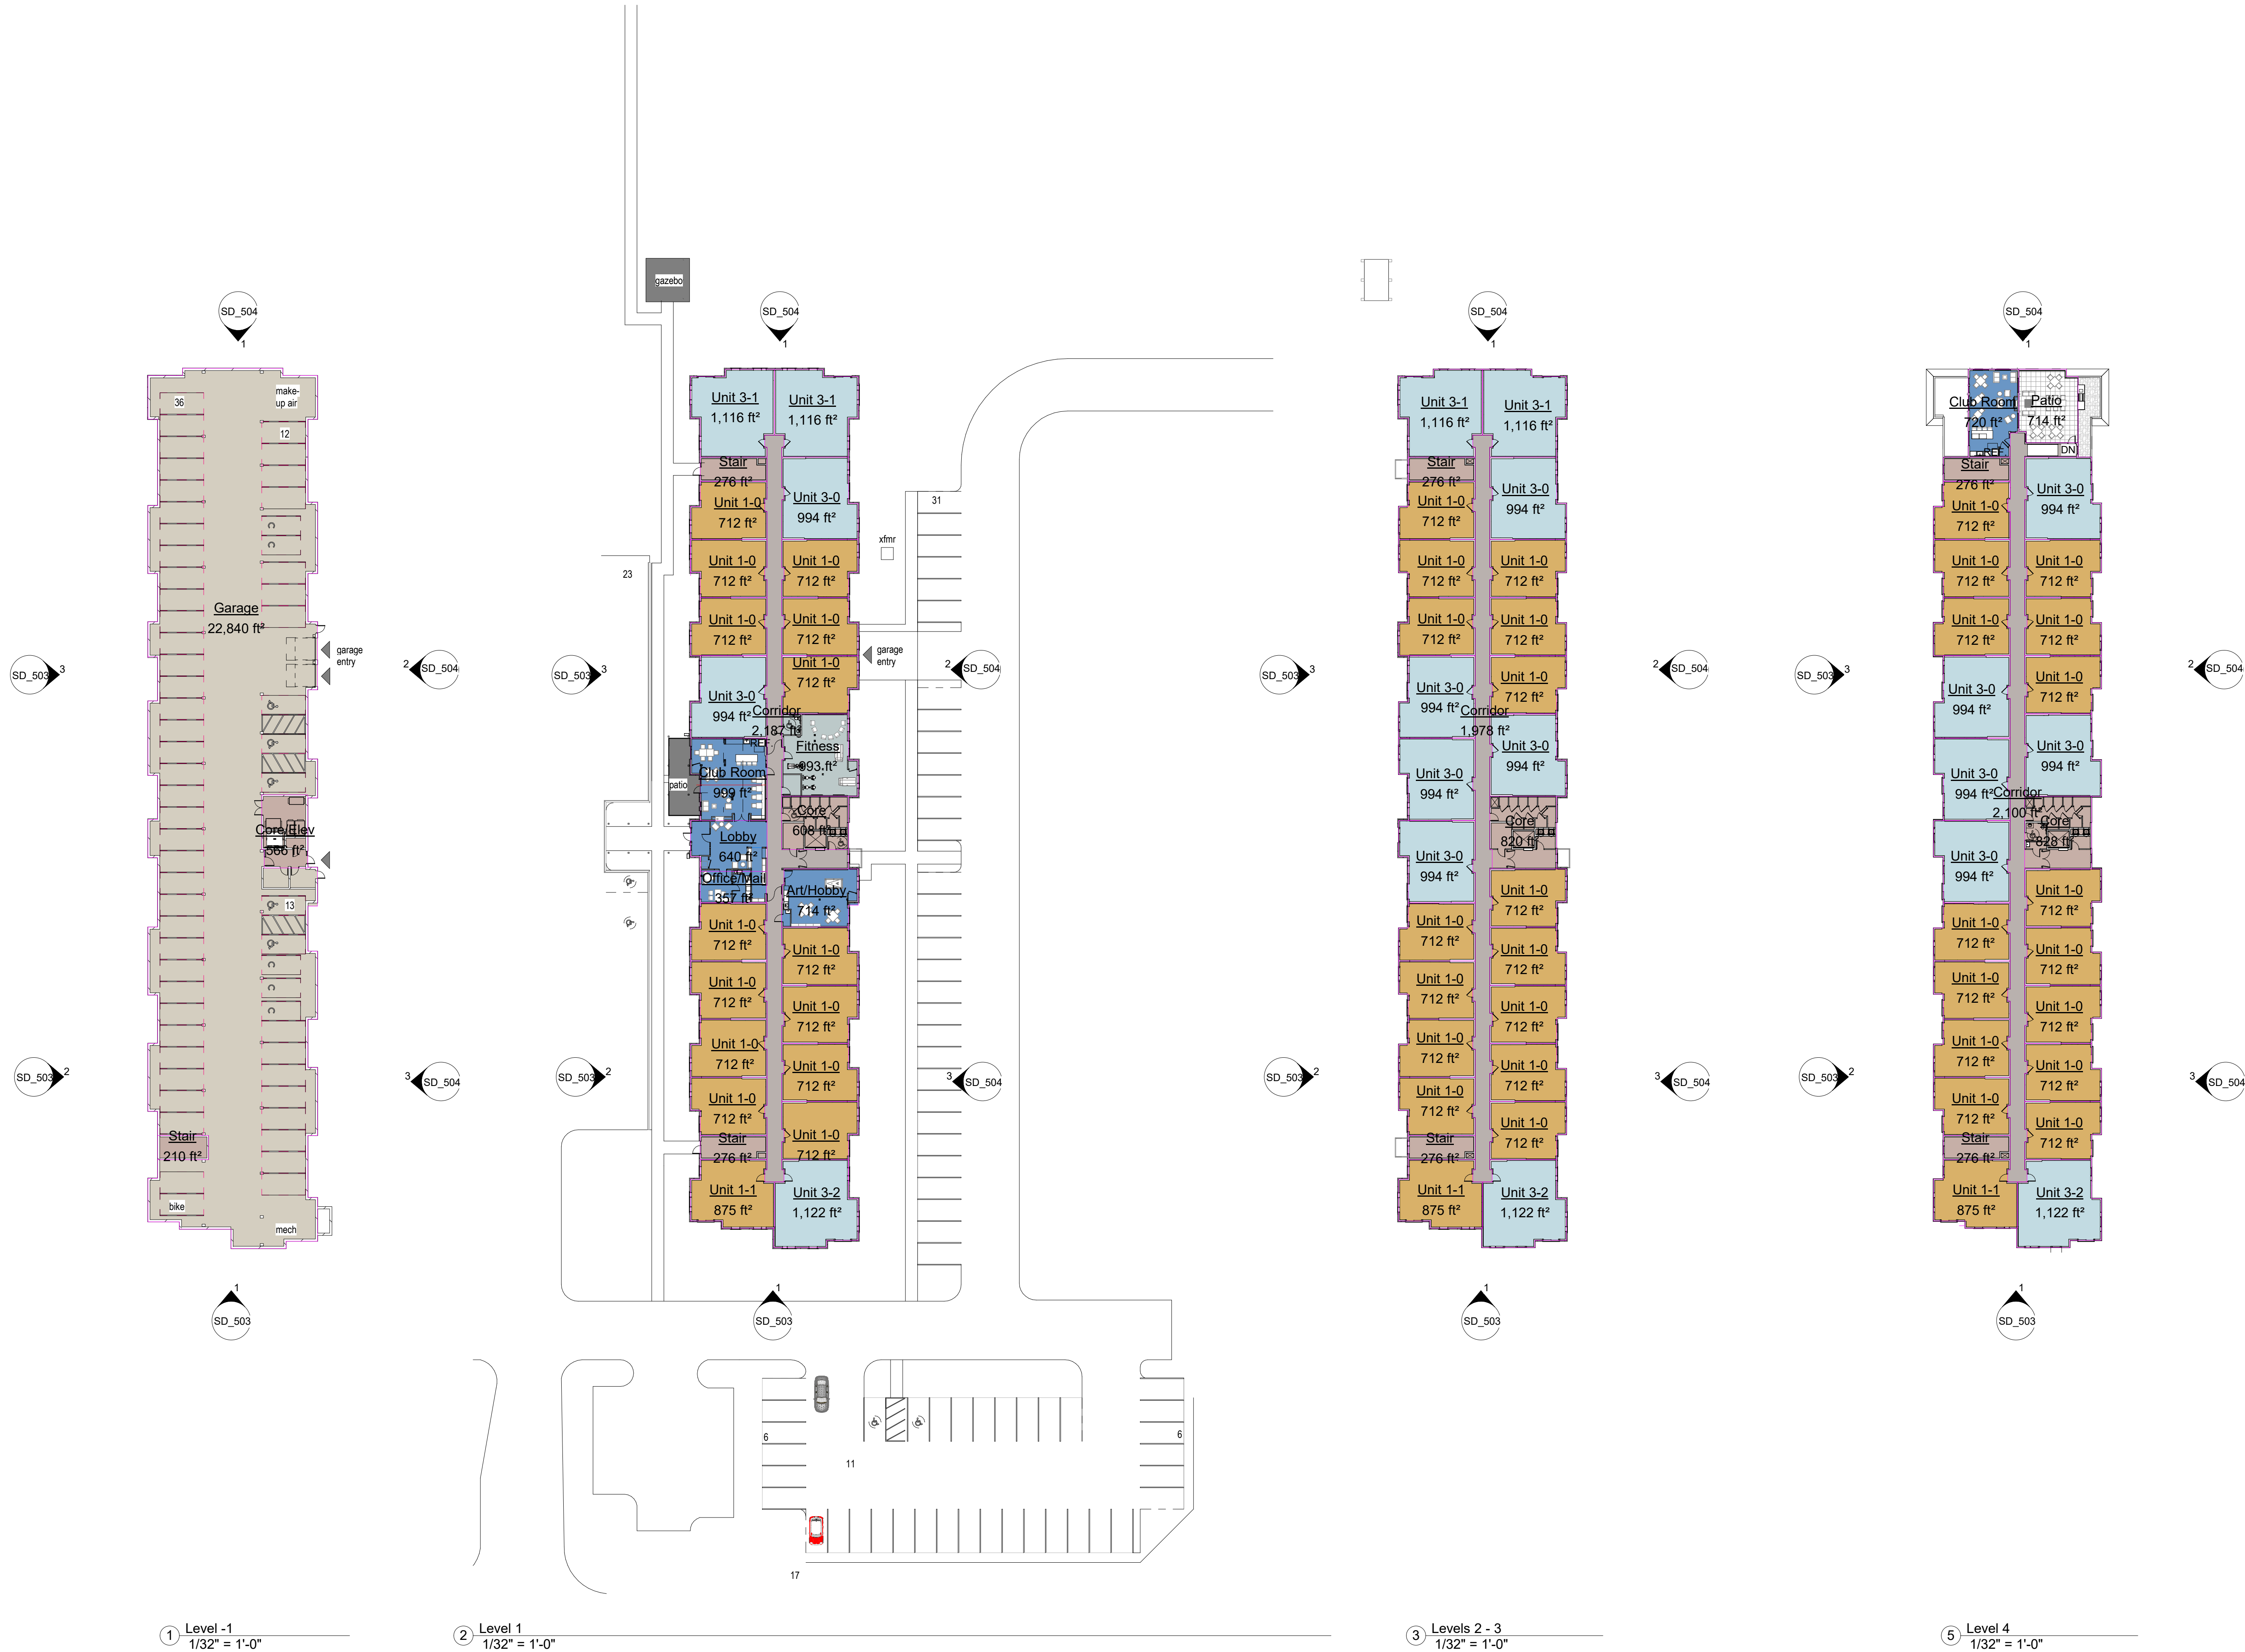 SD_504
1
36
make-
up air
12
C
C
Garage
22,840 ft²
garage
entry
SD_503
3
2
SD_504
Core/Elev
566 ft²
13
C
C
C
SD_503
2
3
SD_504
Stair
210 ft²
bike
mech
1
SD_503
1
Level -1
1/32" = 1'-0"
gazebo
SD_504
1
Unit 3-1
1,116 ft²
Unit 3-1
1,116 ft²
Stair
276 ft²
Unit 1-0
712 ft²
Unit 3-0
994 ft²
31
xfmr
23
Unit 1-0
712 ft²
Unit 1-0
712 ft²
Unit 1-0
712 ft²
Unit 1-0
712 ft²
garage
entry
SD_503
3
2
SD_504
Unit 1-0
712 ft²
Unit 3-0
994 ft²
Corridor
2,187 ft²
REF.
Fitness
993 ft²
Club Room
999 ft²
patio
Core
608 ft²
Lobby
640 ft²
Office/Mail
357 ft²
Art/Hobby
714 ft²
Unit 1-0
712 ft²
Unit 1-0
712 ft²
Unit 1-0
712 ft²
Unit 1-0
712 ft²
Unit 1-0
712 ft²
Unit 1-0
712 ft²
SD_503
2
3
SD_504
Unit 1-0
712 ft²
Unit 1-0
712 ft²
Stair
276 ft²
Unit 1-1
875 ft²
Unit 3-2
1,122 ft²
1
SD_503
6
11
6
17
2
Level 1
1/32" = 1'-0"
SD_504
1
Unit 3-1
1,116 ft²
Unit 3-1
1,116 ft²
Stair
276 ft²
Unit 1-0
712 ft²
Unit 3-0
994 ft²
Unit 1-0
712 ft²
Unit 1-0
712 ft²
Unit 1-0
712 ft²
Unit 1-0
712 ft²
SD_503
3
2
SD_504
Unit 1-0
712 ft²
Unit 3-0
994 ft²
Corridor
1,978 ft²
Unit 3-0
994 ft²
Unit 3-0
994 ft²
Core
820 ft²
Unit 3-0
994 ft²
Unit 1-0
712 ft²
Unit 1-0
712 ft²
Unit 1-0
712 ft²
Unit 1-0
712 ft²
Unit 1-0
712 ft²
Unit 1-0
712 ft²
Unit 1-0
712 ft²
SD_503
2
3
SD_504
Unit 1-0
712 ft²
Unit 1-0
712 ft²
Stair
276 ft²
Unit 1-1
875 ft²
Unit 3-2
1,122 ft²
1
SD_503
3
Levels 2 - 3
1/32" = 1'-0"
SD_504
1
Club Room
720 ft²
Patio
714 ft²
REF.
DN
Stair
276 ft²
Unit 1-0
712 ft²
Unit 3-0
994 ft²
Unit 1-0
712 ft²
Unit 1-0
712 ft²
Unit 1-0
712 ft²
Unit 1-0
712 ft²
SD_503
3
2
SD_504
Unit 1-0
712 ft²
Unit 3-0
994 ft²
Unit 3-0
994 ft²
Unit 3-0
994 ft²
Corridor
2,100 ft²
Core
828 ft²
Unit 3-0
994 ft²
Unit 1-0
712 ft²
Unit 1-0
712 ft²
Unit 1-0
712 ft²
Unit 1-0
712 ft²
Unit 1-0
712 ft²
Unit 1-0
712 ft²
Unit 1-0
712 ft²
SD_503
2
3
SD_504
Unit 1-0
712 ft²
Unit 1-0
712 ft²
Stair
276 ft²
Unit 1-1
875 ft²
Unit 3-2
1,122 ft²
1
SD_503
5
Level 4
1/32" = 1'-0"